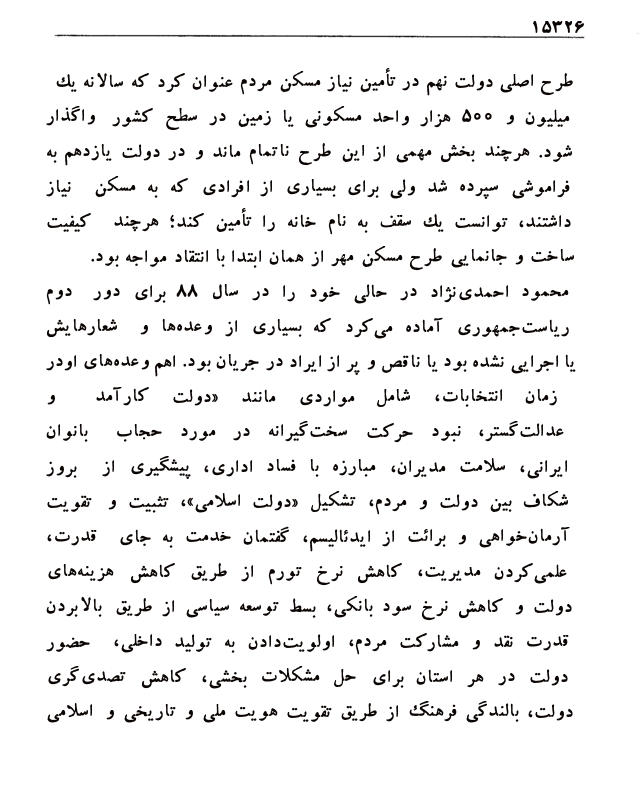 ۱۵۳۲۶
طرح اصلی دولت نهم در تأمین نیاز مسکن مردم عنوان کرد که سالانه یك
میلیون و ۵۰۰ هزار واحد مسکونی یا زمین در سطح کشور واگذار
شود. هرچند بخش مهمی از این طرح ناتمام ماند و در دولت یازدهم به
فراموشی سپرده شد ولی برای بسیاری از افرادی که به مسکن نیاز
داشتند، توانست یك سقف به نام خانه را تأمین کند؛ هرچند کیفیت
ساخت و جانمایی طرح مسکن مهر از همان ابتدا با انتقاد مواجه بود.
محمود احمدی‌نژاد در حالی خود را در سال ۸۸ برای دور دوم
ریاست‌جمهوری آماده می‌کرد که بسیاری از وعده‌ها و شعارهایش
یا اجرایی نشده بود یا ناقص و پر از ایراد در جریان بود. اهم وعده‌های اودر
زمان انتخابات، شامل مواردی مانند «دولت کارآمد و
عدالت‌گستر، نبود حرکت سخت‌گیرانه در مورد حجاب بانوان
ایرانی، سلامت مدیران، مبارزه با فساد اداری، پیشگیری از بروز
شکاف بین دولت و مردم، تشکیل «دولت اسلامی»، تثبیت و تقویت
آرمان‌خواهی و برائت از ایدئالیسم، گفتمان خدمت به جای قدرت،
علمی‌کردن مدیریت، کاهش نرخ تورم از طریق کاهش هزینه‌های
دولت و کاهش نرخ سود بانکی، بسط توسعه سیاسی از طریق بالابردن
قدرت نقد و مشارکت مردم، اولویت‌دادن به تولید داخلی، حضور
دولت در هر استان برای حل مشکلات بخشی، کاهش تصدی‌گری
دولت، بالندگی فرهنگ از طریق تقویت هویت ملی و تاریخی و اسلامی